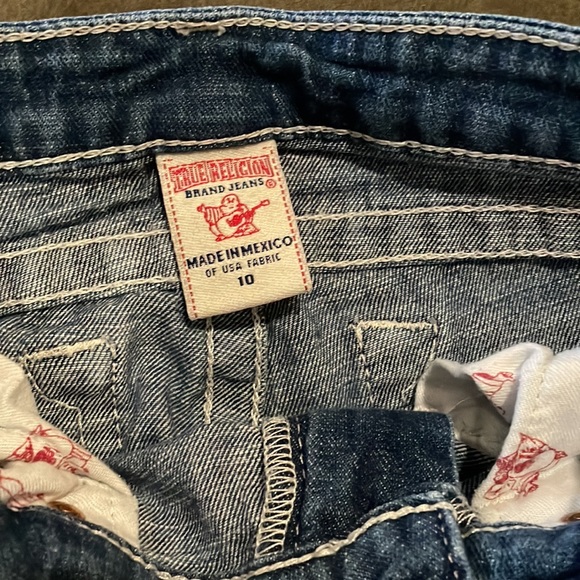 TRUE RELIGION
BRAND JEANS®
MADE IN MEXICO
OF USA FABRIC
10